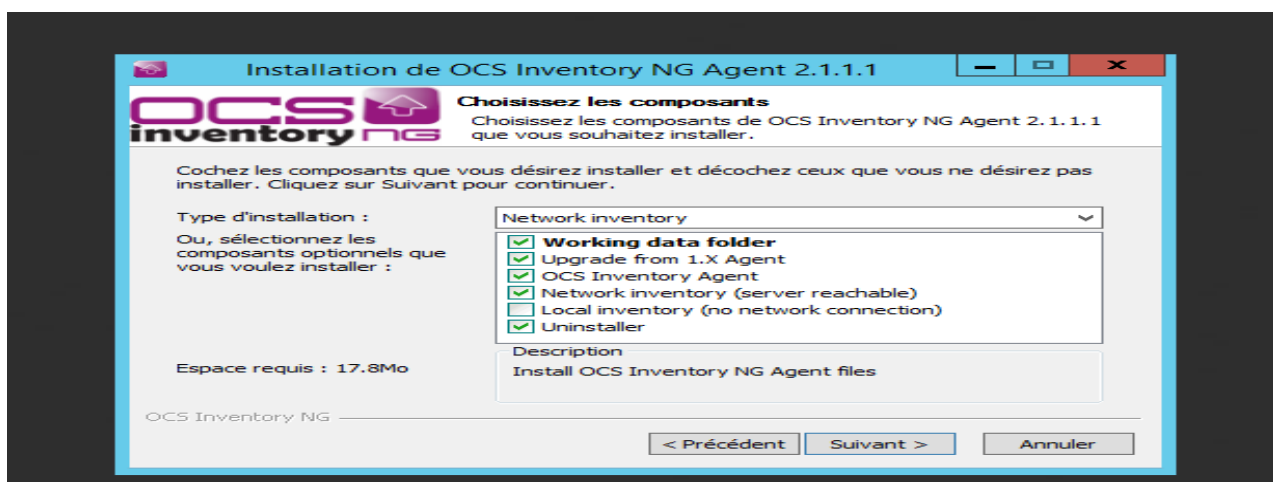 Installation de OCS Inventory NG Agent 2.1.1.1
OCS
inventory NG
Choisissez les composants
Choisissez les composants de OCS Inventory NG Agent 2.1.1.1
que vous souhaitez installer.
Cochez les composants que vous désirez installer et décochez ceux que vous ne désirez pas
installer. Cliquez sur Suivant pour continuer.
Type d'installation :
Network inventory
Ou, sélectionnez les
composants optionnels que
vous voulez installer :
Working data folder
Upgrade from 1.X Agent
OCS Inventory Agent
Network inventory (server reachable)
Local inventory (no network connection)
Uninstaller
Espace requis : 17.8Mo
Description
Install OCS Inventory NG Agent files
OCS Inventory NG
< Précédent
Suivant >
Annuler